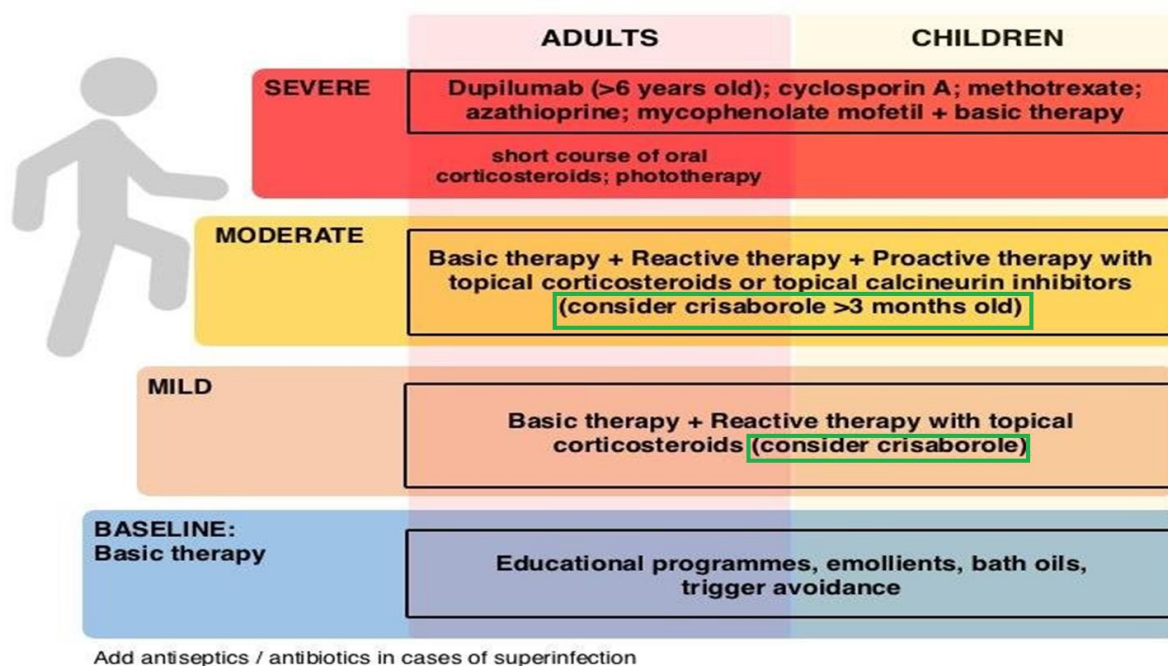 ADULTS
CHILDREN
SEVERE
Dupilumab (>6 years old); cyclosporin A; methotrexate;
azathioprine; mycophenolate mofetil + basic therapy
short course of oral
corticosteroids; phototherapy
MODERATE
Basic therapy + Reactive therapy + Proactive therapy with
topical corticosteroids or topical calcineurin inhibitors
(consider crisaborole >3 months old)
MILD
Basic therapy + Reactive therapy with topical
corticosteroids (consider crisaborole)
BASELINE:
Basic therapy
Educational programmes, emollients, bath oils,
trigger avoidance
Add antiseptics / antibiotics in cases of superinfection